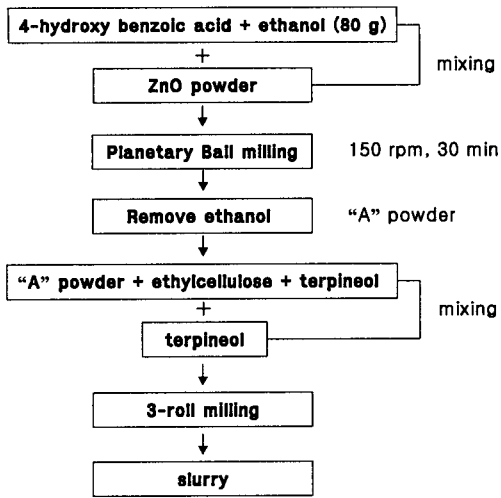 4-hydroxy benzoic acid + ethanol (80 g)
+
mixing
ZnO powder
Planetary Ball milling
150 rpm, 30 min
Remove ethanol
“A” powder
“A” powder + ethylcellulose + terpineol
+
mixing
terpineol
3-roll milling
slurry